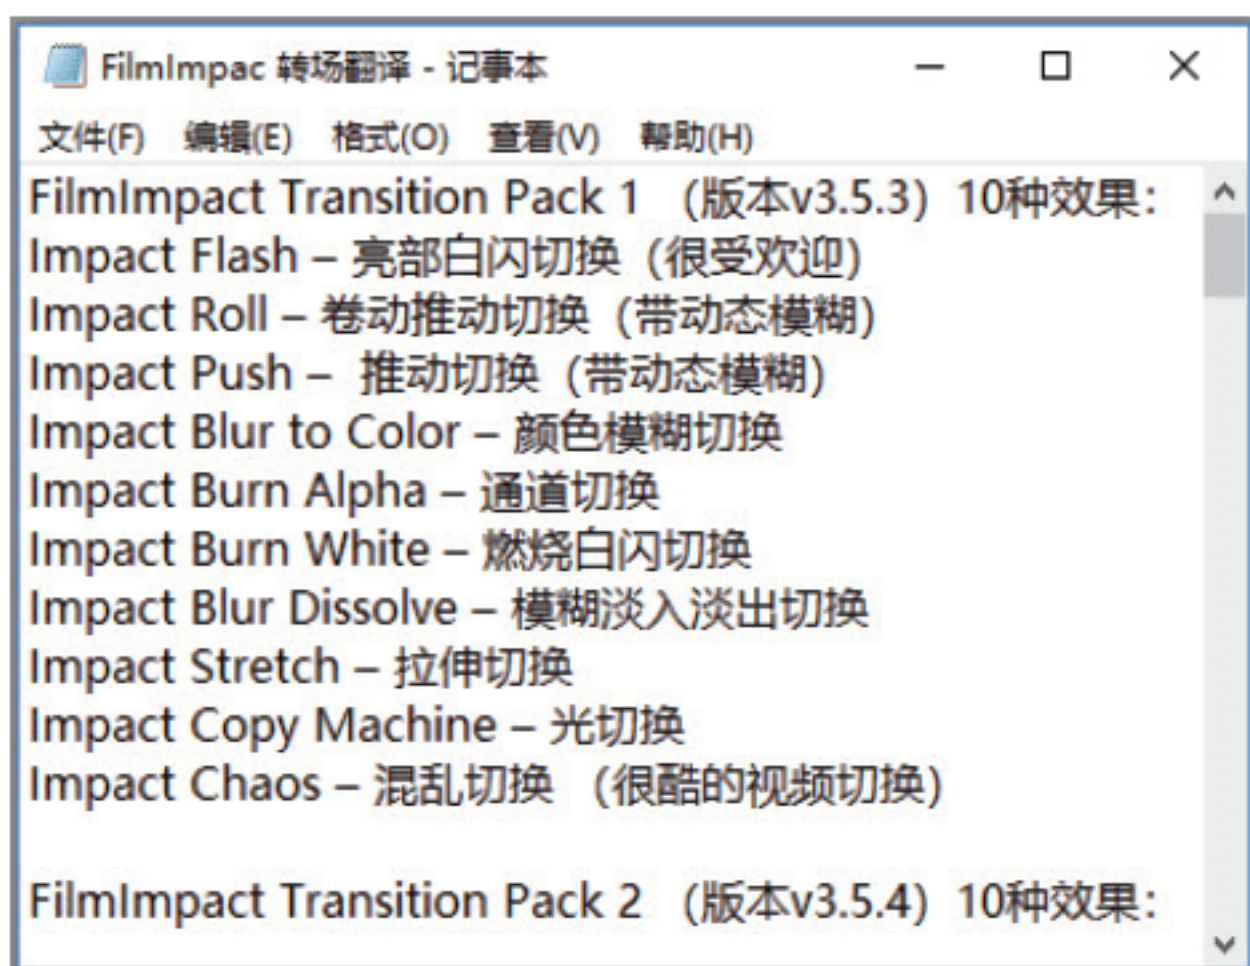 FilmImpac 转场翻译 - 记事本
文件(F) 编辑(E) 格式(O) 查看(V) 帮助(H)
FilmImpact Transition Pack 1 （版本v3.5.3）10种效果：
Impact Flash – 亮部白闪切换（很受欢迎）
Impact Roll – 卷动推动切换（带动态模糊）
Impact Push –  推动切换（带动态模糊）
Impact Blur to Color – 颜色模糊切换
Impact Burn Alpha – 通道切换
Impact Burn White – 燃烧白闪切换
Impact Blur Dissolve – 模糊淡入淡出切换
Impact Stretch – 拉伸切换
Impact Copy Machine – 光切换
Impact Chaos – 混乱切换 （很酷的视频切换）
FilmImpact Transition Pack 2 （版本v3.5.4）10种效果：